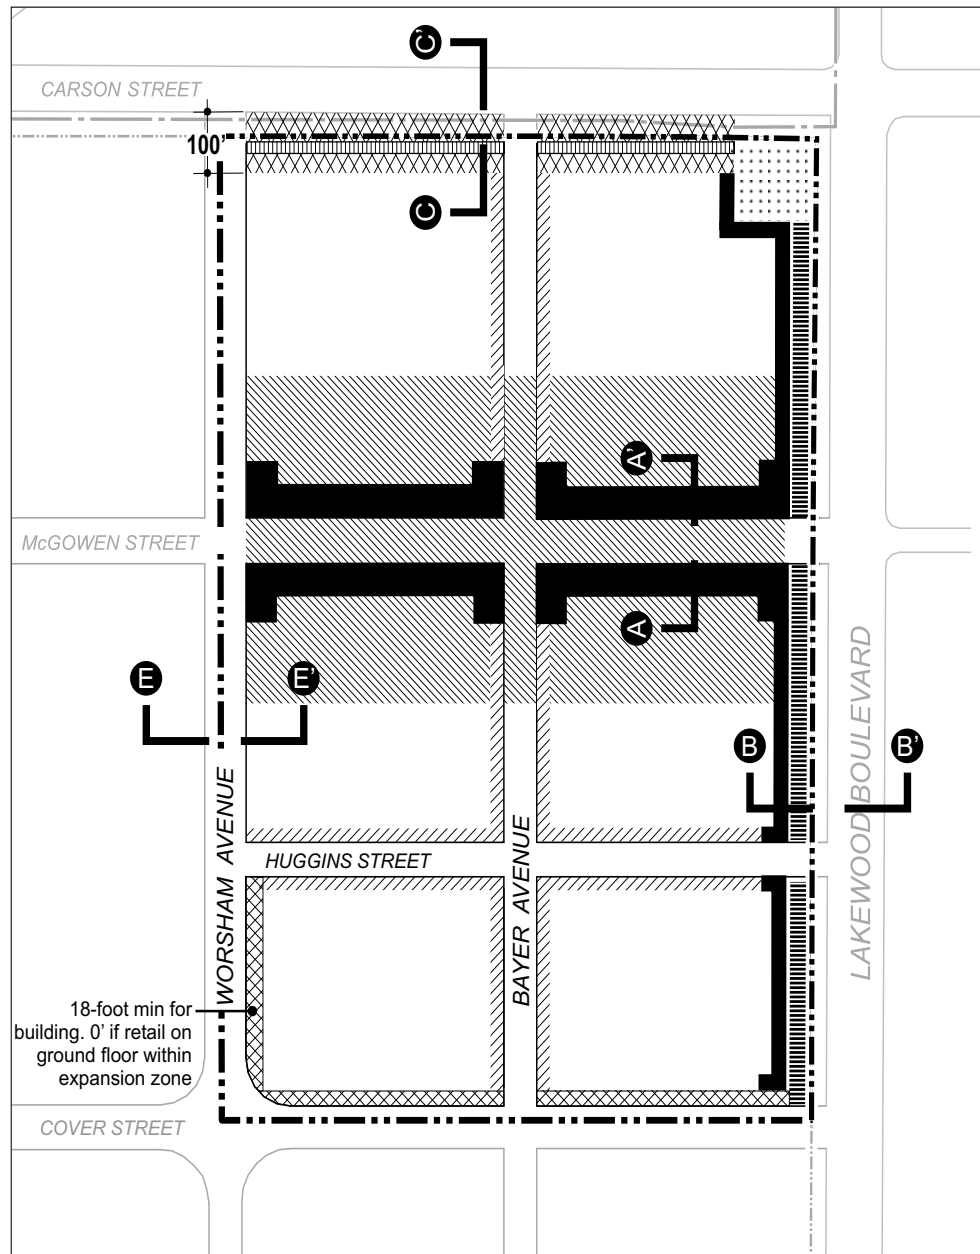 C'
CARSON STREET
100'
C
A'
McGOWEN STREET
A
E
E'
B
B'
LAKEWOOD BOULEVARD
WORSHAM AVENUE
HUGGINS STREET
BAYER AVENUE
18-foot min for
building. 0' if retail on
ground floor within
expansion zone
COVER STREET